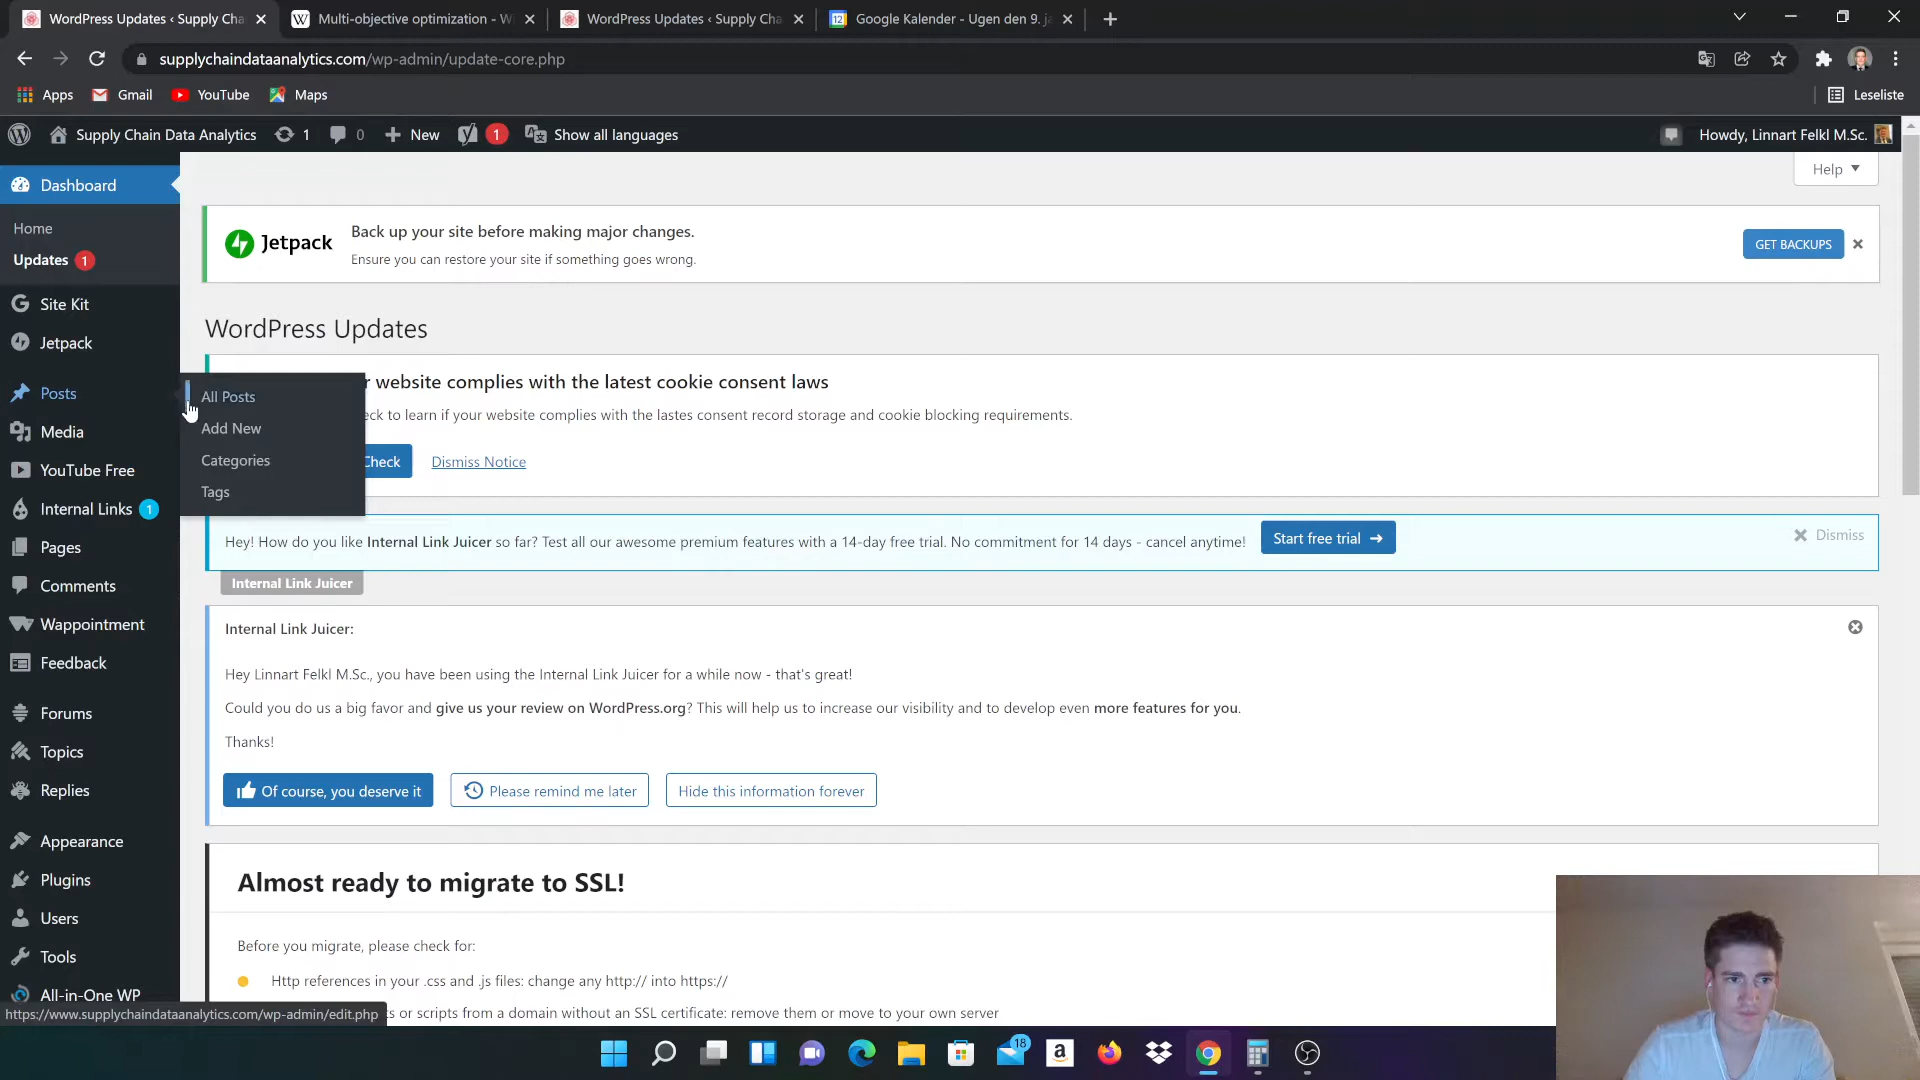 WordPress Updates ‹ Supply Cha
Multi-objective optimization - W
WordPress Updates ‹ Supply Cha
Google Kalender - Ugen den 9. ja
supplychaindataanalytics.com/wp-admin/update-core.php
Apps Gmail YouTube Maps Leseliste
Supply Chain Data Analytics 1 0 New 1 Show all languages Howdy, Linnart Felkl M.Sc.
Help
Dashboard
Home
Updates 1
Site Kit
Jetpack
Posts
Media
YouTube Free
Internal Links 1
Pages
Comments
Wappointment
Feedback
Forums
Topics
Replies
Appearance
Plugins
Users
Tools
All-in-One WP
All Posts
Add New
Categories
Tags
Jetpack
Back up your site before making major changes.
Ensure you can restore your site if something goes wrong.
GET BACKUPS
WordPress Updates
r website complies with the latest cookie consent laws
eck to learn if your website complies with the lastes consent record storage and cookie blocking requirements.
Check Dismiss Notice
Hey! How do you like Internal Link Juicer so far? Test all our awesome premium features with a 14-day free trial. No commitment for 14 days - cancel anytime! Start free trial → Dismiss
Internal Link Juicer
Internal Link Juicer:
Hey Linnart Felkl M.Sc., you have been using the Internal Link Juicer for a while now - that's great!
Could you do us a big favor and give us your review on WordPress.org? This will help us to increase our visibility and to develop even more features for you.
Thanks!
Of course, you deserve it Please remind me later Hide this information forever
Almost ready to migrate to SSL!
Before you migrate, please check for:
Http references in your .css and .js files: change any http:// into https://
s or scripts from a domain without an SSL certificate: remove them or move to your own server
https://www.supplychaindataanalytics.com/wp-admin/edit.php
18